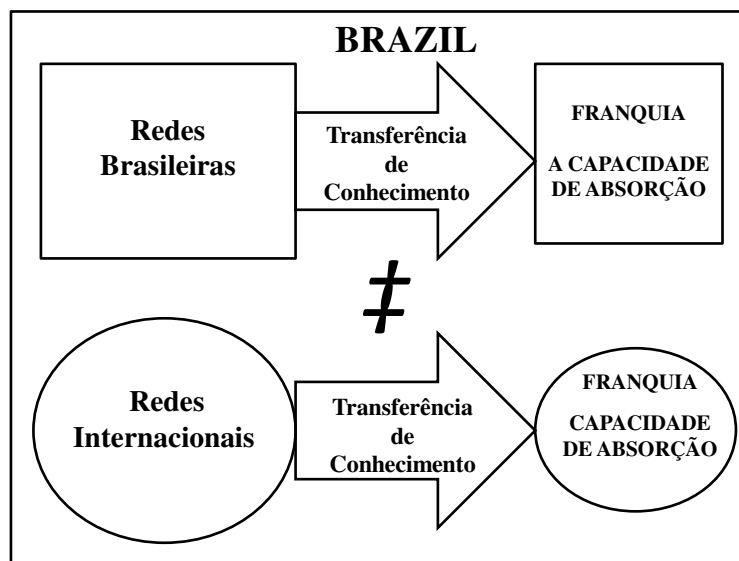 BRAZIL
Redes
Brasileiras
Transferência
de
Conhecimento
FRANQUIA
A CAPACIDADE
DE ABSORÇÃO
‡
Redes
Internacionais
Transferência
de
Conhecimento
FRANQUIA
CAPACIDADE
DE ABSORÇÃO